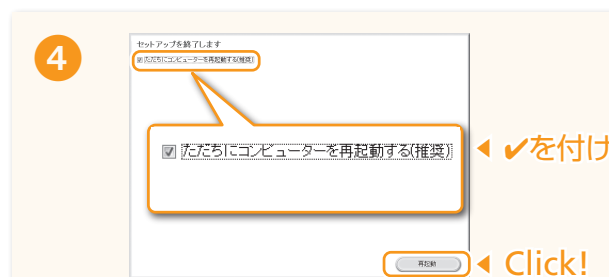 4
セットアップを終了します
ただちにコンピューターを再起動する(推奨)
ただちにコンピューターを再起動する(推奨)
✔を付け
再起動
Click!